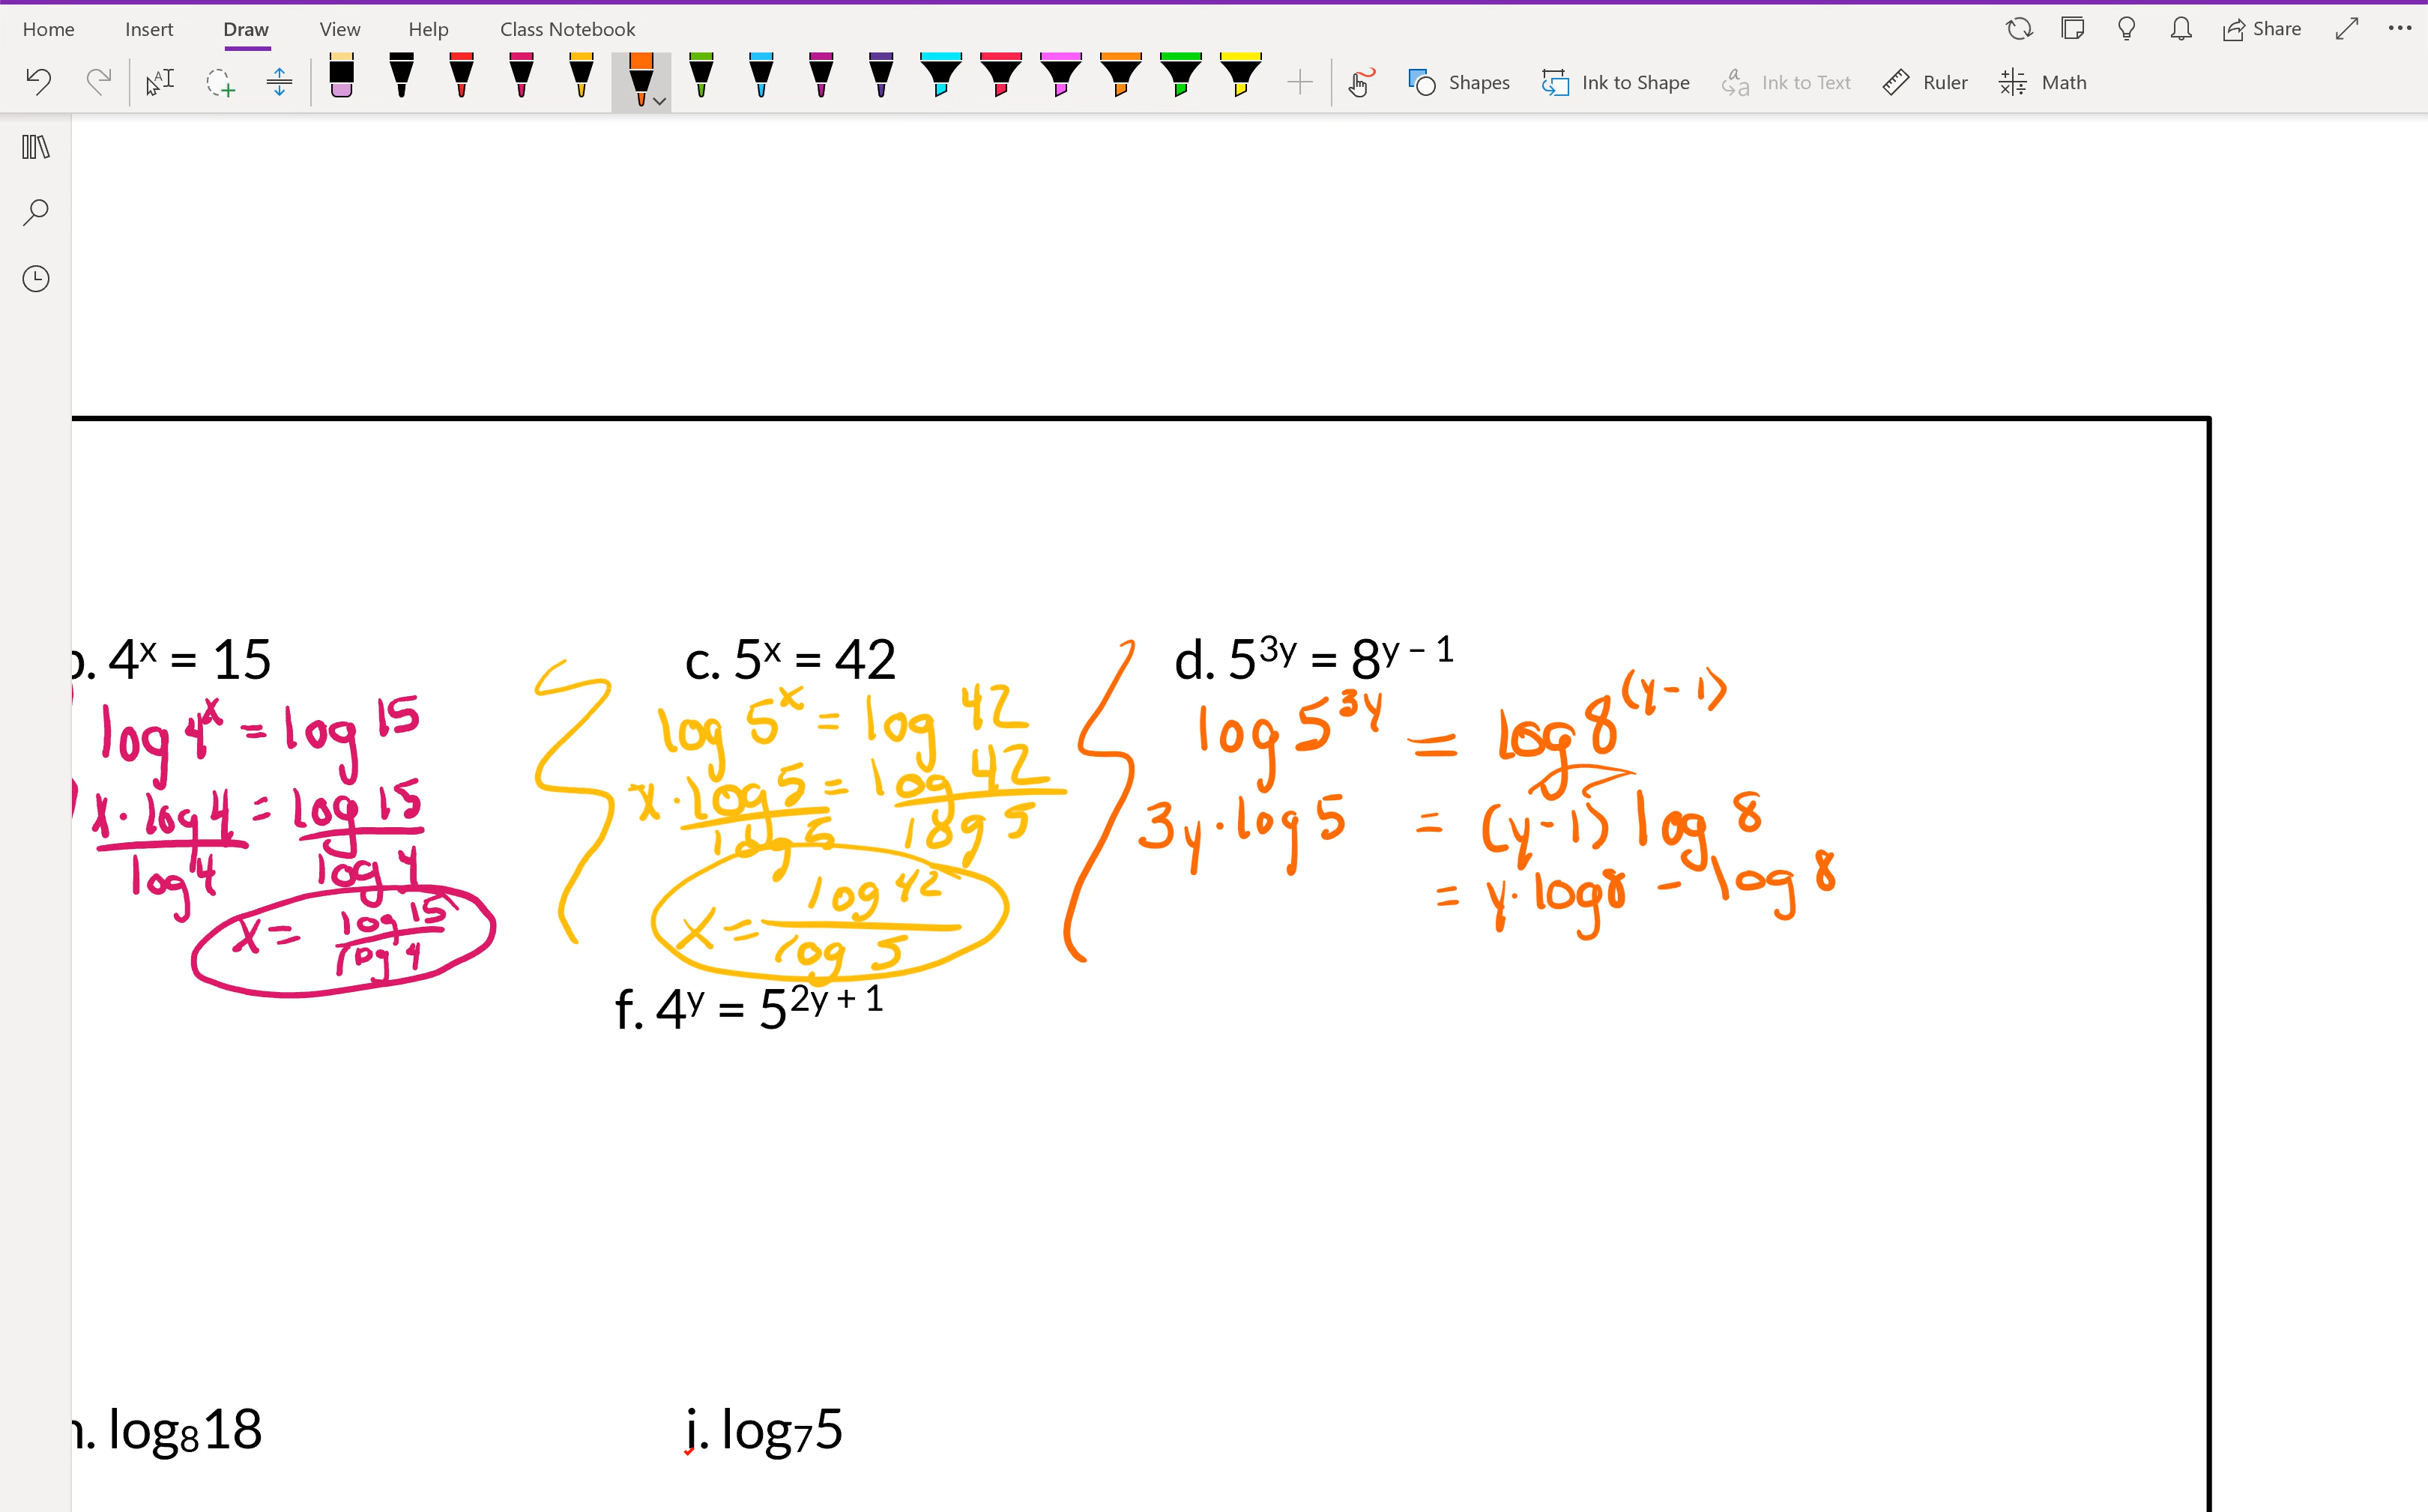 Home Insert Draw View Help Class Notebook Share
Shapes Ink to Shape Ink to Text Ruler Math
b. 4ˣ = 15
log 4ˣ = log 15
x · log 4 = log 15
log 4 log 4
x = log 15 / log 4
c. 5ˣ = 42
log 5ˣ = log 42
x · log 5 = log 42
log 5 log 5
x = log 42 / log 5
d. 5³ʸ = 8ʸ ⁻ ¹
log 5³ʸ = log 8⁽ʸ⁻¹⁾
3y · log 5 = (y - 1) log 8
= y · log 8 - log 8
f. 4ʸ = 5²ʸ ⁺ ¹
h. log₈18
j. log₇5